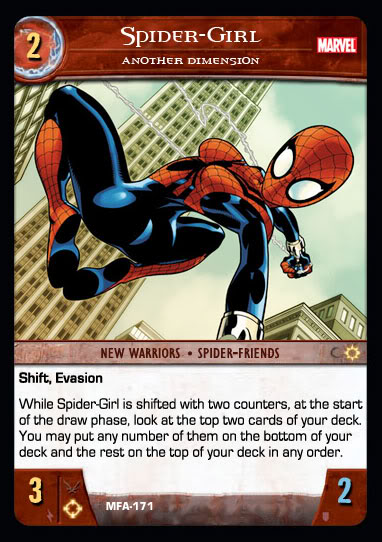 2
Spider-Girl
MARVEL
Another Dimension
NEW WARRIORS • SPIDER-FRIENDS
C
Shift, Evasion
While Spider-Girl is shifted with two counters, at the start
of the draw phase, look at the top two cards of your deck.
You may put any number of them on the bottom of your
deck and the rest on the top of your deck in any order.
3
MFA-171
2